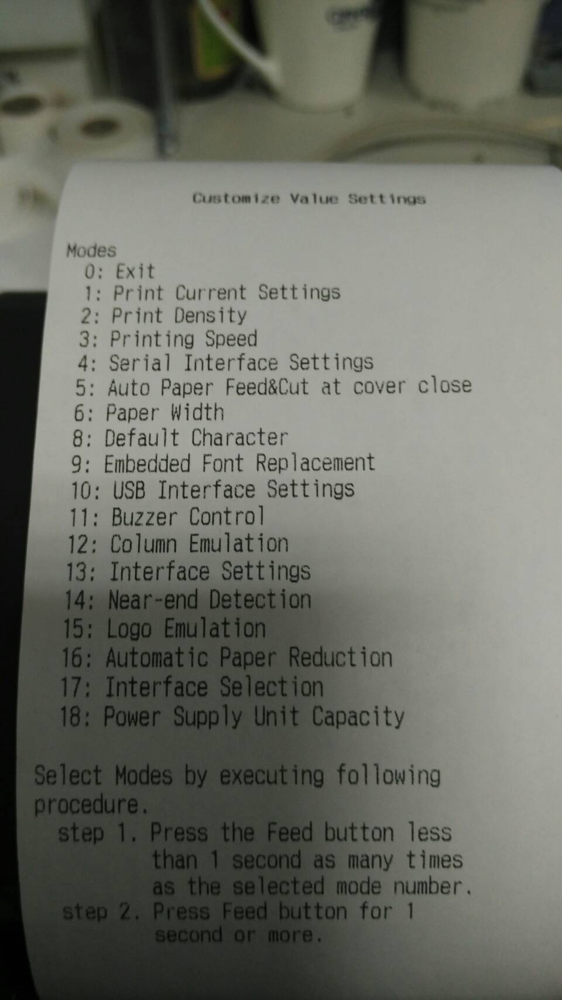 Customize Value Settings
Modes
0: Exit
1: Print Current Settings
2: Print Density
3: Printing Speed
4: Serial Interface Settings
5: Auto Paper Feed&Cut at cover close
6: Paper Width
8: Default Character
9: Embedded Font Replacement
10: USB Interface Settings
11: Buzzer Control
12: Column Emulation
13: Interface Settings
14: Near-end Detection
15: Logo Emulation
16: Automatic Paper Reduction
17: Interface Selection
18: Power Supply Unit Capacity
Select Modes by executing following
procedure.
step 1. Press the Feed button less
than 1 second as many times
as the selected mode number.
step 2. Press Feed button for 1
second or more.